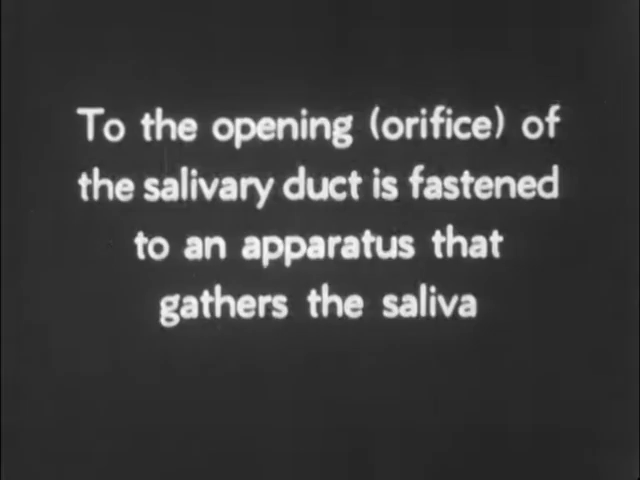 To the opening (orifice) of
the salivary duct is fastened
to an apparatus that
gathers the saliva